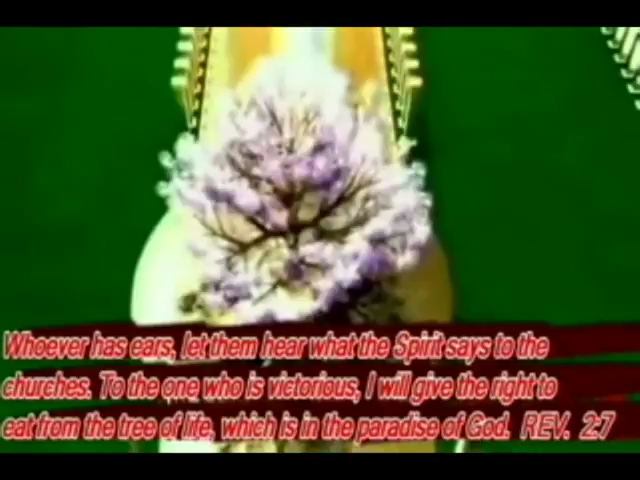 Whoever has ears, let them hear what the Spirit says to the
churches. To the one who is victorious, I will give the right to
eat from the tree of life, which is in the paradise of God. REV. 2:7